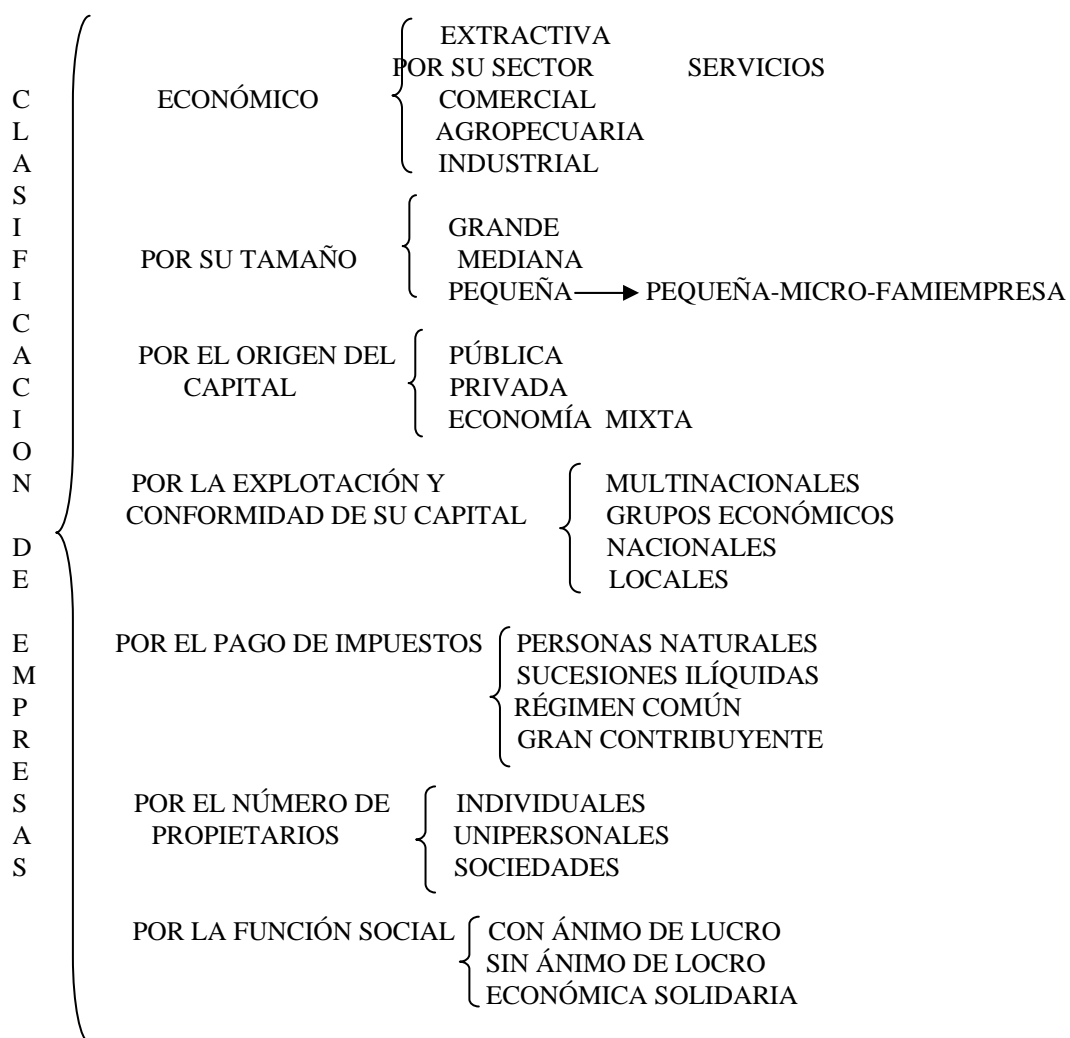 CLASIFICACION DE EMPRESAS
EXTRACTIVA
POR SU SECTOR SERVICIOS
ECONÓMICO COMERCIAL
AGROPECUARIA
INDUSTRIAL
GRANDE
POR SU TAMAÑO MEDIANA
PEQUEÑA PEQUEÑA-MICRO-FAMIEMPRESA
POR EL ORIGEN DEL PÚBLICA
CAPITAL PRIVADA
ECONOMÍA MIXTA
POR LA EXPLOTACIÓN Y MULTINACIONALES
CONFORMIDAD DE SU CAPITAL GRUPOS ECONÓMICOS
NACIONALES
LOCALES
POR EL PAGO DE IMPUESTOS PERSONAS NATURALES
SUCESIONES ILÍQUIDAS
RÉGIMEN COMÚN
GRAN CONTRIBUYENTE
POR EL NÚMERO DE INDIVIDUALES
PROPIETARIOS UNIPERSONALES
SOCIEDADES
POR LA FUNCIÓN SOCIAL CON ÁNIMO DE LUCRO
SIN ÁNIMO DE LOCRO
ECONÓMICA SOLIDARIA